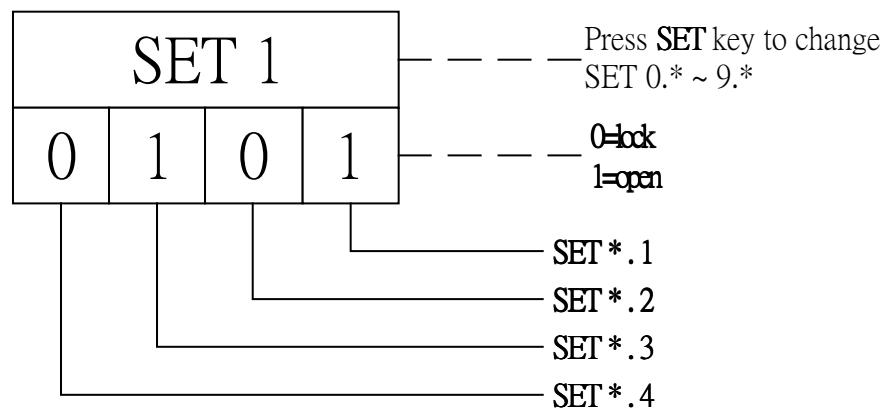 SET 1
Press SET key to change
SET 0.* ~ 9.*
0 1 0 1
0=lock
1=open
SET *.1
SET *.2
SET *.3
SET *.4